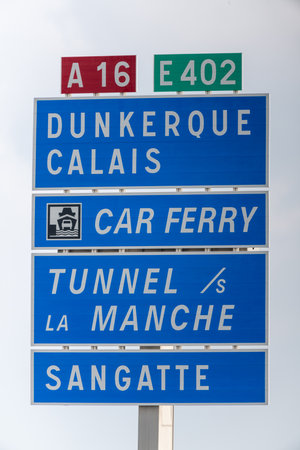 A 16 E 402
DUNKERQUE
CALAIS
CAR FERRY
TUNNEL /s
LA MANCHE
SANGATTE